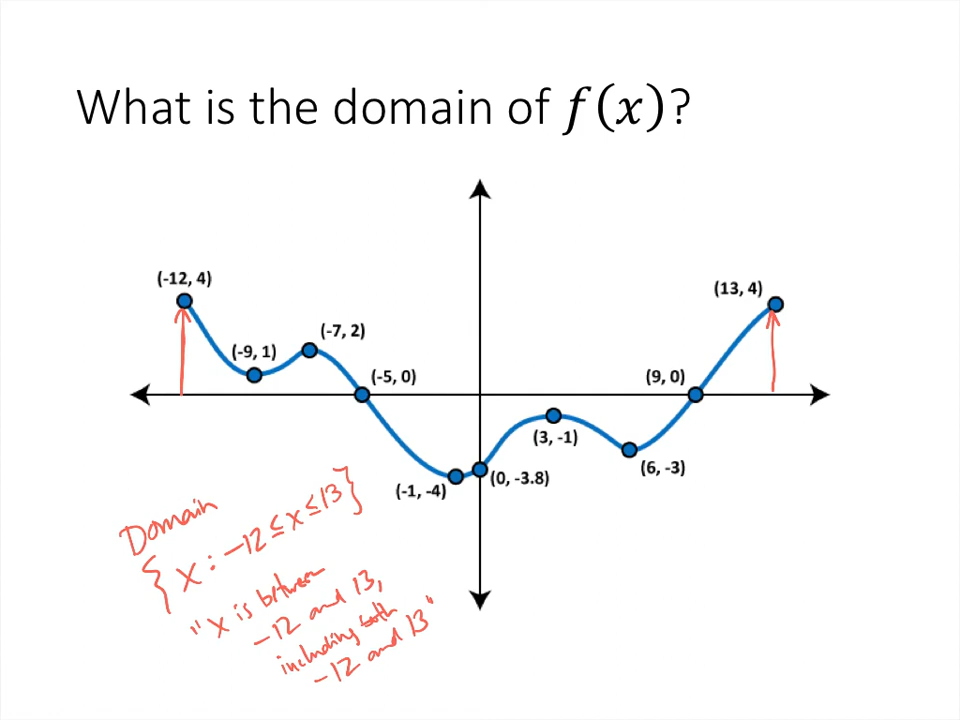 What is the domain of f(x)?
(-12, 4)
(13, 4)
(-7, 2)
(-9, 1)
(-5, 0)
(9, 0)
(3, -1)
(6, -3)
(0, -3.8)
(-1, -4)
Domain
{x : -12 ≤ x ≤ 13}
"x is between
-12 and 13,
including both
-12 and 13"